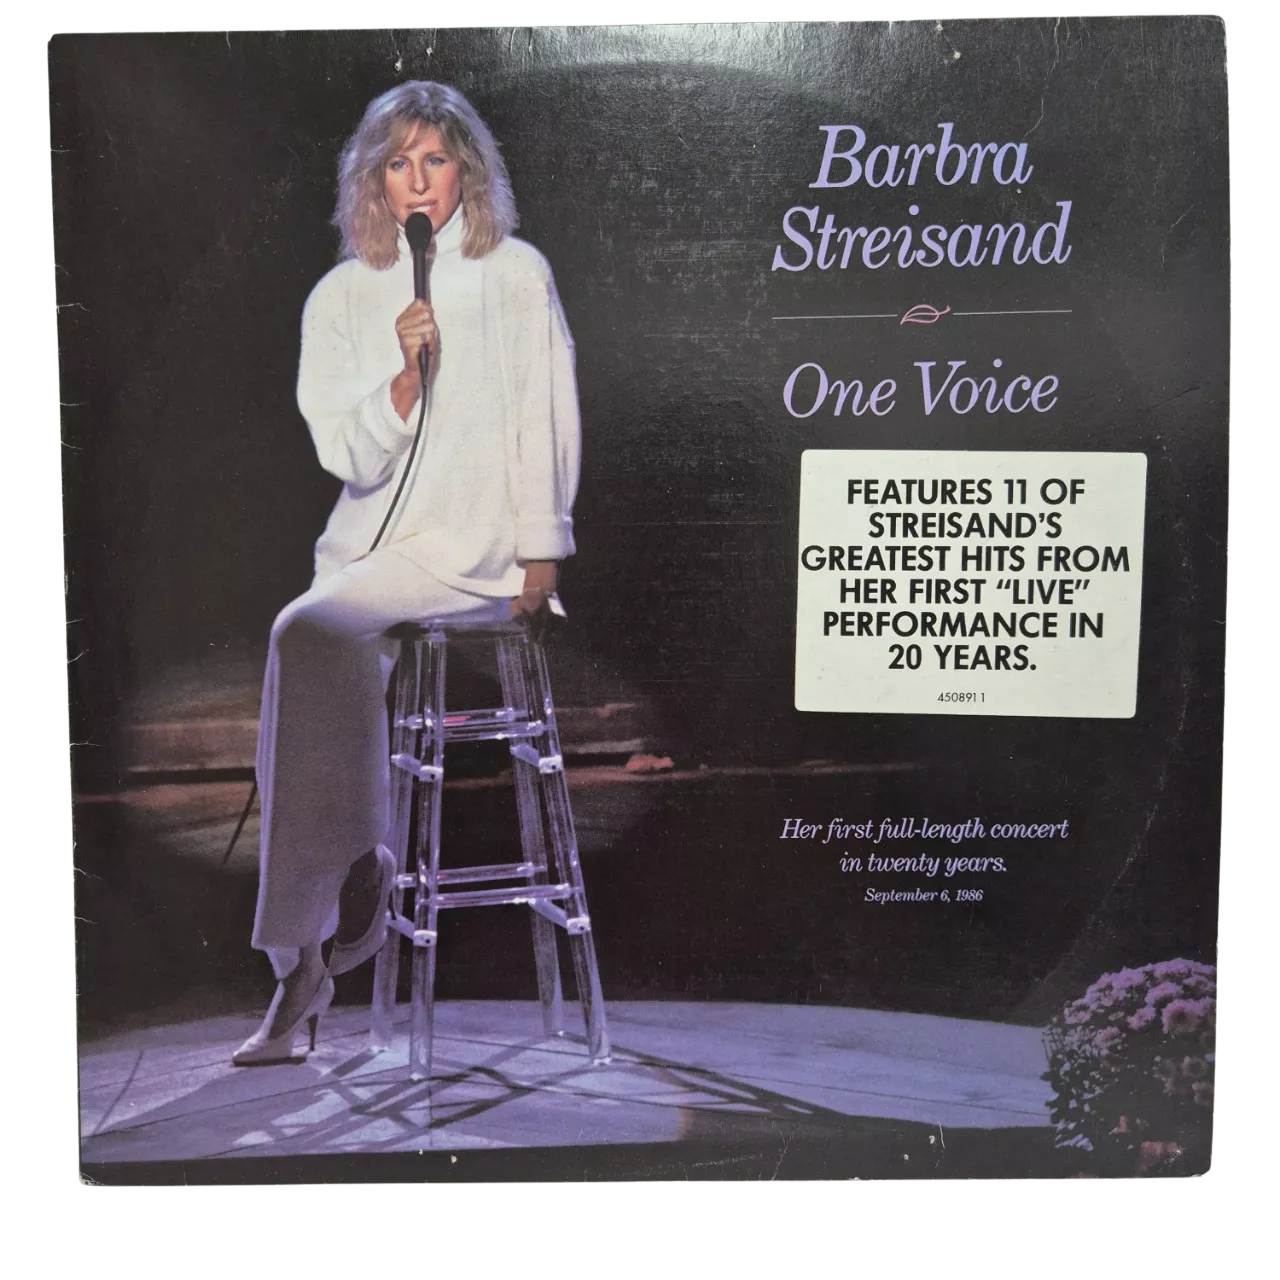 Barbra
Streisand
One Voice
FEATURES 11 OF
STREISAND'S
GREATEST HITS FROM
HER FIRST "LIVE"
PERFORMANCE IN
20 YEARS.
450891 1
Her first full-length concert
in twenty years.
September 6, 1986